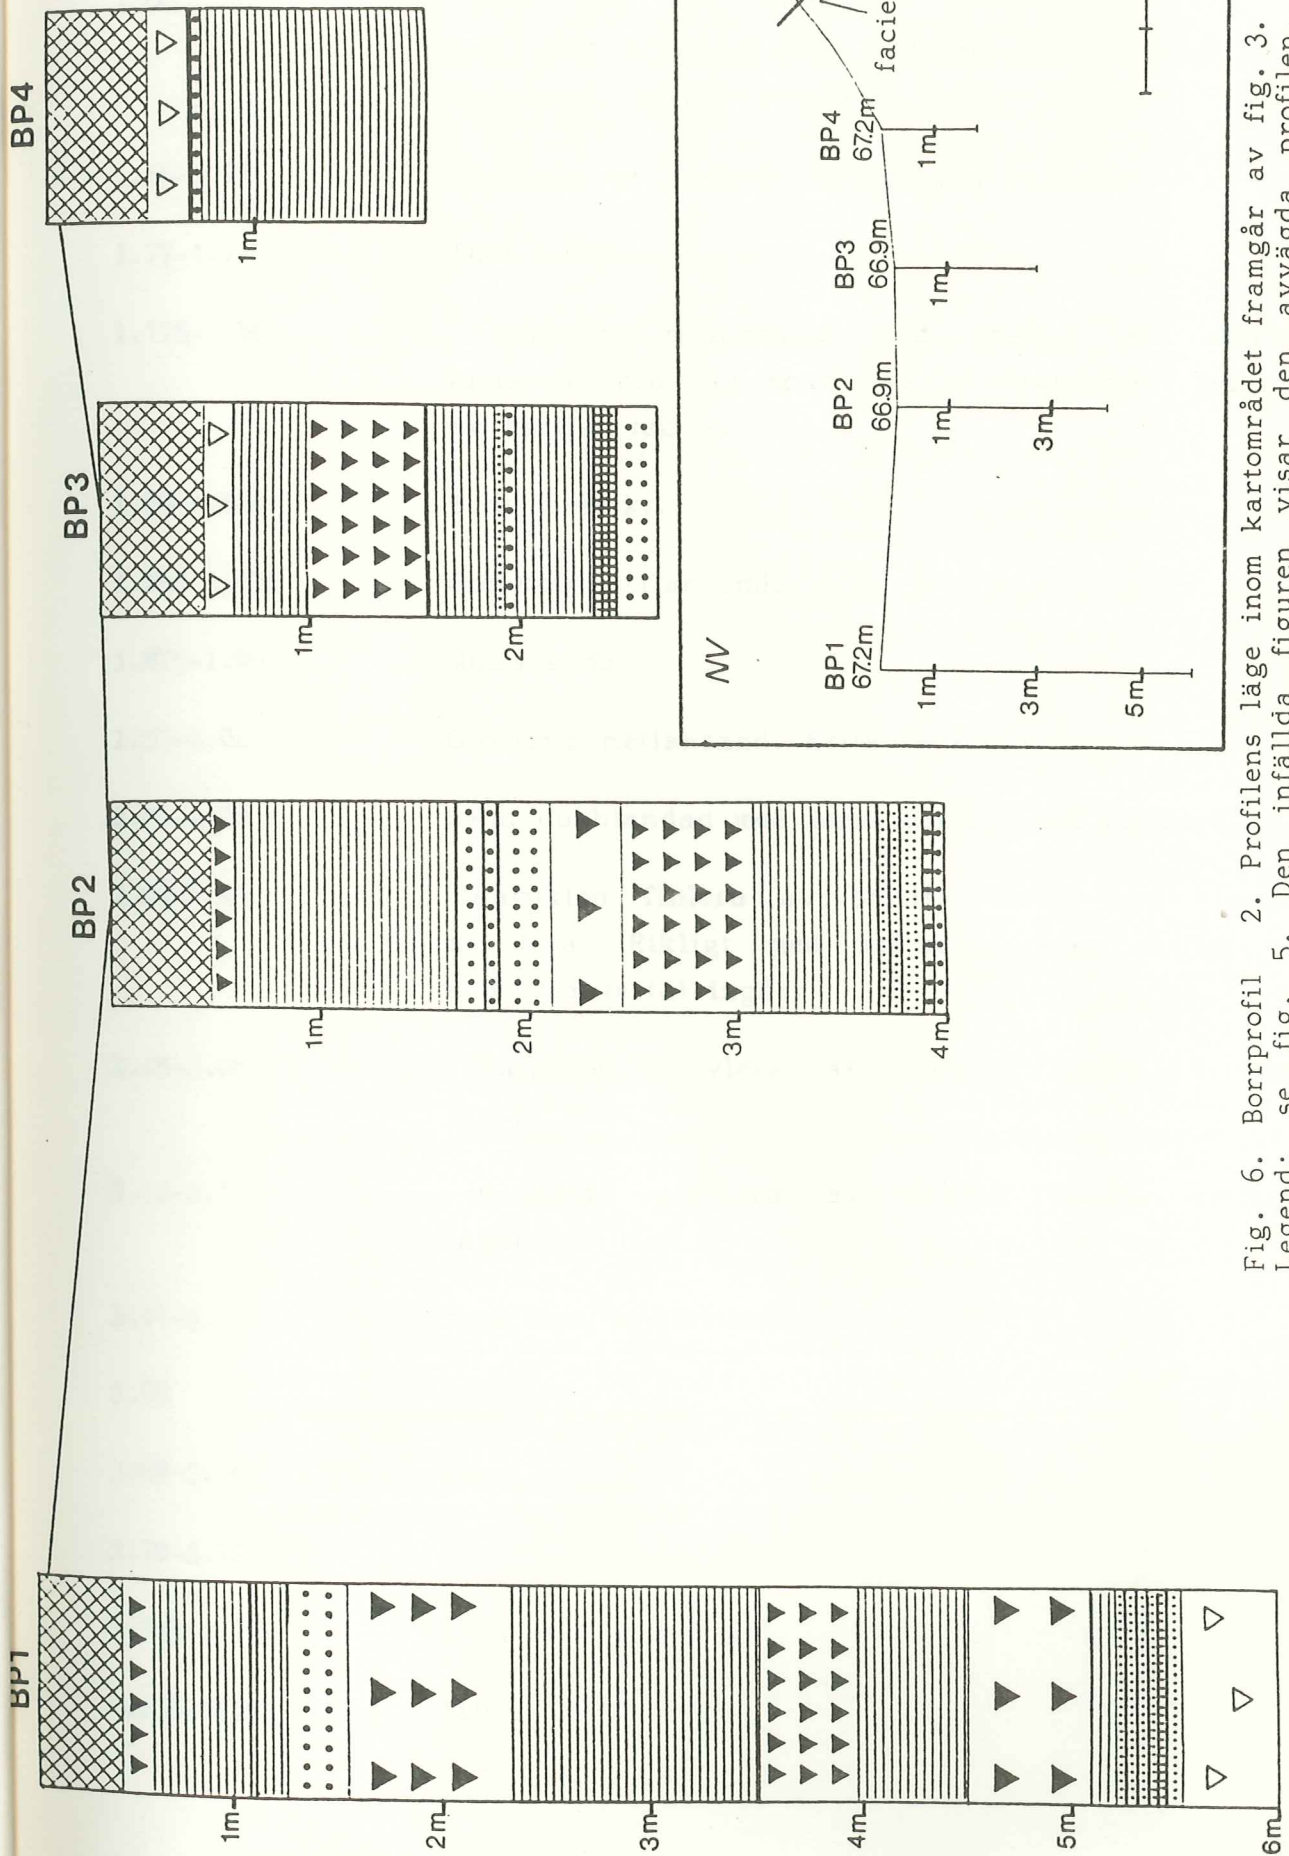 BP1
BP2
BP3
BP4
1m
2m
3m
4m
5m
6m
1m
2m
3m
4m
1m
2m
1m
NV
BP1
67.2m
1m
3m
5m
BP2
66.9m
1m
3m
BP3
66.9m
1m
BP4
67.2m
1m
facie
Fig. 6. Borrprofil 2. Profilens läge inom kartområdet framgår av fig. 3.
Legend: se fig. 5. Den infällda figuren visar den avvägda profilen